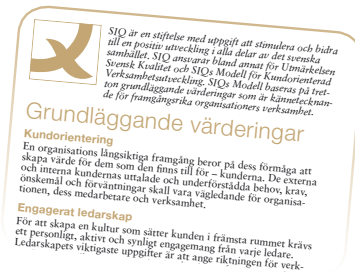 SIQ är en stiftelse med uppgift att stimulera och bidra
till en positiv utveckling i alla delar av det svenska
samhället. SIQ ansvarar bland annat för Utmärkelsen
Svensk Kvalitet och SIQs Modell för Kundorienterad
Verksamhetsutveckling. SIQs Modell baseras på tret-
ton grundläggande värderingar som är kännetecknan-
de för framgångsrika organisationers verksamhet.
Grundläggande värderingar
Kundorientering
En organisations långsiktiga framgång beror på dess förmåga att
skapa värde för dem som den finns till för – kunderna. De externa
och interna kundernas uttalade och underförstådda behov, krav,
önskemål och förväntningar skall vara vägledande för organisa-
tionen, dess medarbetare och verksamhet.
Engagerat ledarskap
För att skapa en kultur som sätter kunden i främsta rummet krävs
ett personligt, aktivt och synligt engagemang från varje ledare.
Ledarskapets viktigaste uppgifter är att ange riktningen för verk-